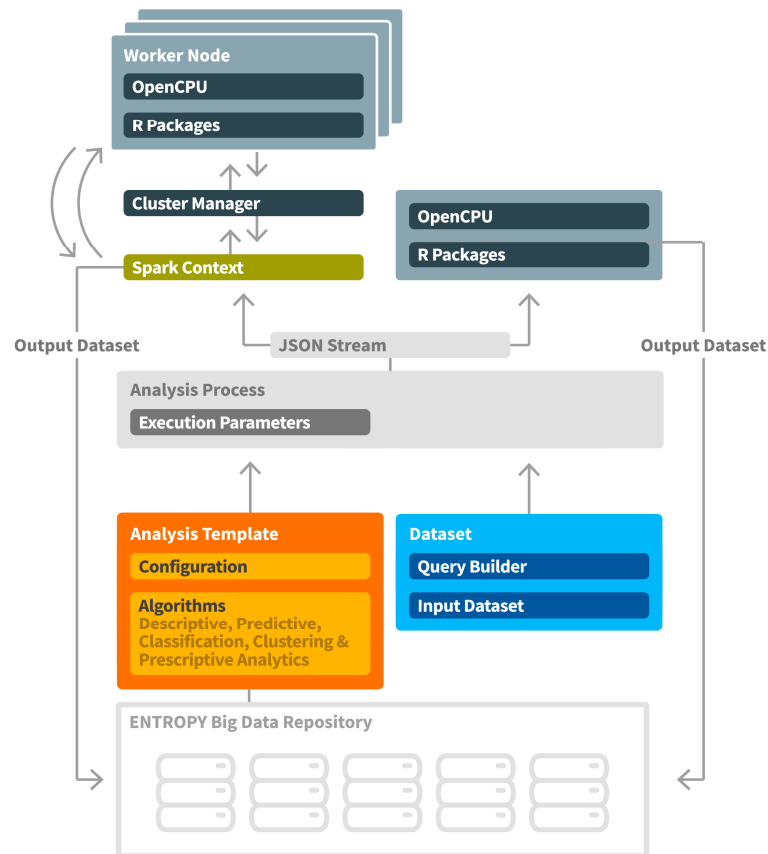 Worker Node
OpenCPU
R Packages
Cluster Manager
Spark Context
OpenCPU
R Packages
Output Dataset
JSON Stream
Output Dataset
Analysis Process
Execution Parameters
Analysis Template
Configuration
Algorithms
Descriptive, Predictive,
Classification, Clustering &
Prescriptive Analytics
Dataset
Query Builder
Input Dataset
ENTROPY Big Data Repository